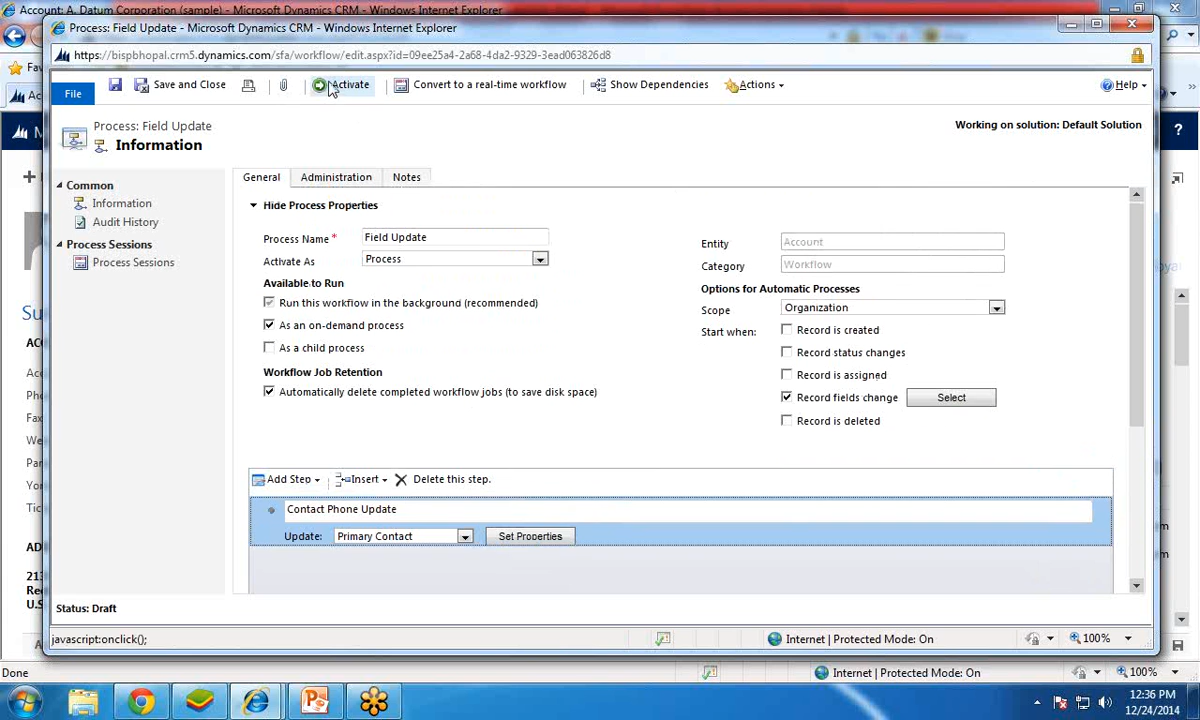 Account: A. Datum Corporation (sample) - Microsoft Dynamics CRM - Windows Internet Explorer
Process: Field Update - Microsoft Dynamics CRM - Windows Internet Explorer
https://bispbhopal.crm5.dynamics.com/sfa/workflow/edit.aspx?id=09ee25a4-2a68-4da2-9329-3ead063826d8
File
Save and Close
Activate
Convert to a real-time workflow
Show Dependencies
Actions
Help
Process: Field Update
Information
Working on solution: Default Solution
Common
Information
Audit History
Process Sessions
Process Sessions
General
Administration
Notes
Hide Process Properties
Process Name *
Field Update
Activate As
Process
Available to Run
Run this workflow in the background (recommended)
As an on-demand process
As a child process
Workflow Job Retention
Automatically delete completed workflow jobs (to save disk space)
Entity
Account
Category
Workflow
Options for Automatic Processes
Scope
Organization
Start when:
Record is created
Record status changes
Record is assigned
Record fields change
Select
Record is deleted
Add Step
Insert
Delete this step.
Contact Phone Update
Update:
Primary Contact
Set Properties
Status: Draft
javascript:onclick();
Internet | Protected Mode: On
100%
Done
Internet | Protected Mode: On
100%
12:36 PM
12/24/2014